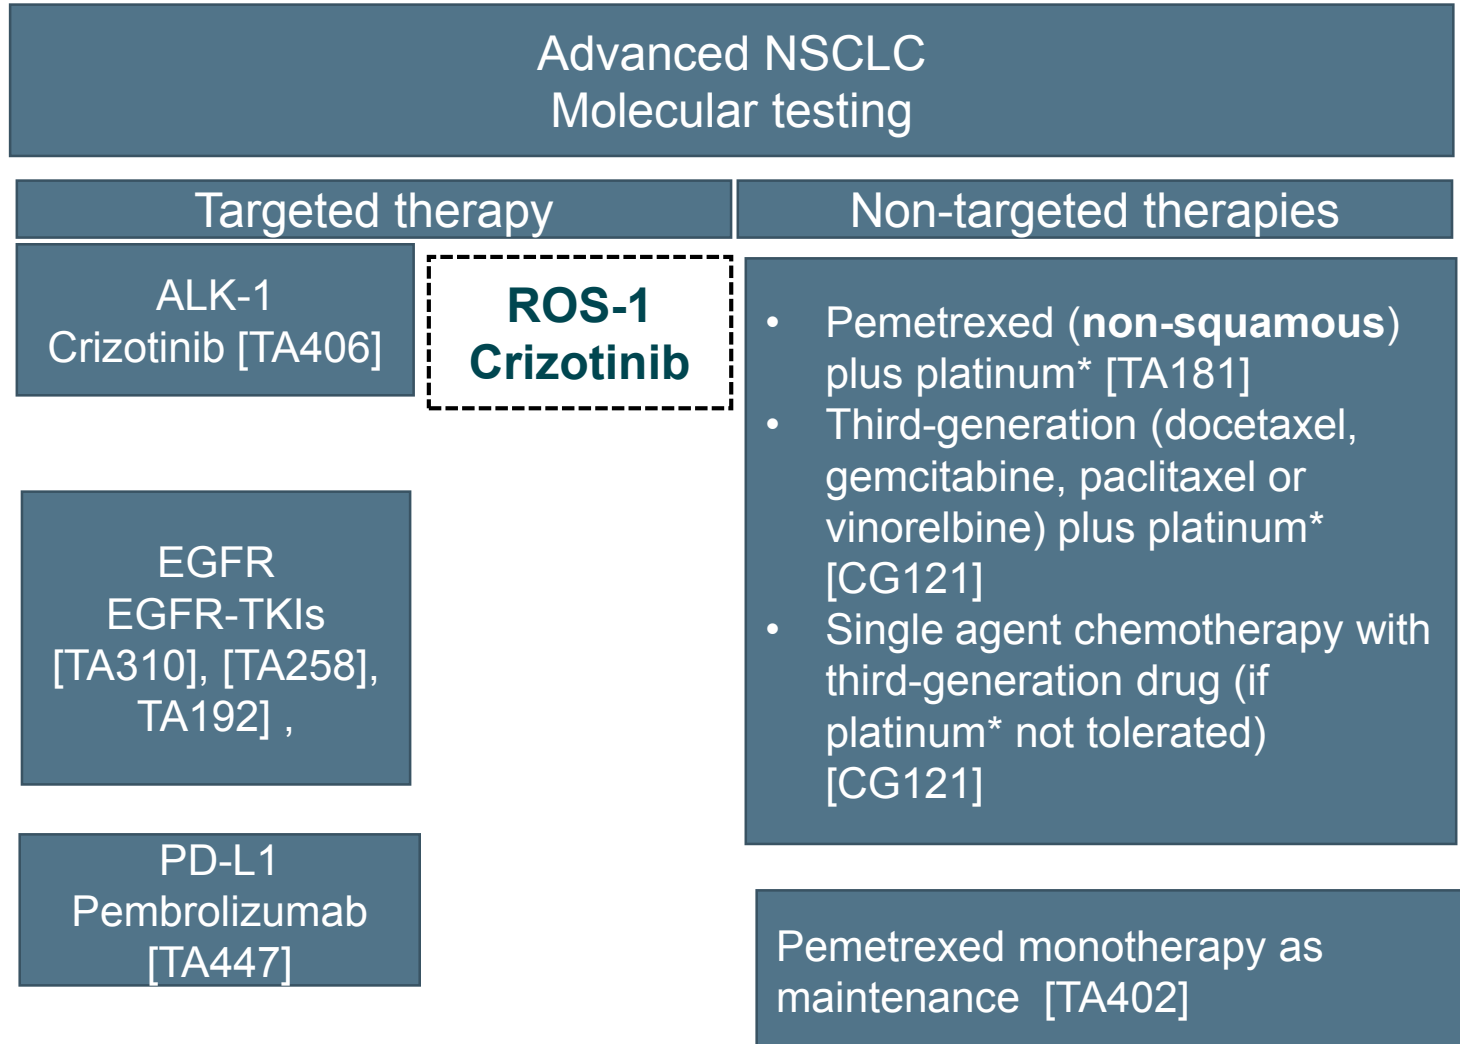 Advanced NSCLC
Molecular testing
Targeted therapy
Non-targeted therapies
ALK-1
Crizotinib [TA406]
ROS-1
Crizotinib
EGFR
EGFR-TKIs
[TA310], [TA258],
TA192] ,
PD-L1
Pembrolizumab
[TA447]
• Pemetrexed (non-squamous)
plus platinum* [TA181]
• Third-generation (docetaxel,
gemcitabine, paclitaxel or
vinorelbine) plus platinum*
[CG121]
• Single agent chemotherapy with
third-generation drug (if
platinum* not tolerated)
[CG121]
Pemetrexed monotherapy as
maintenance [TA402]